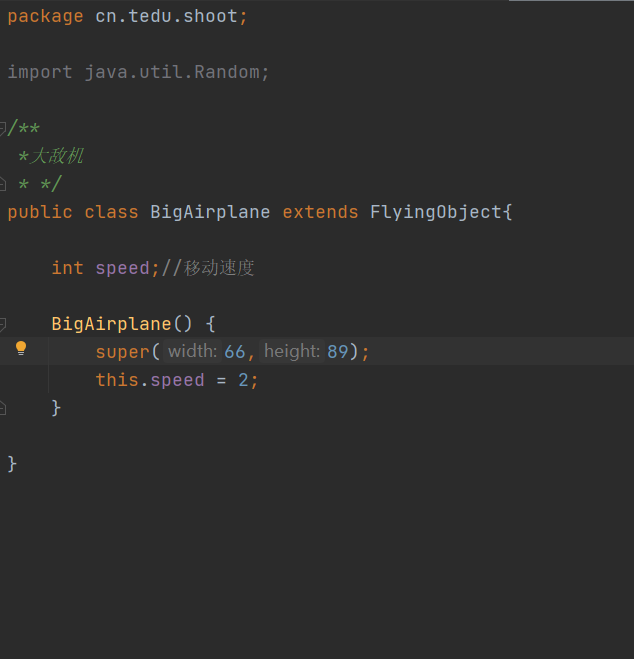 package cn.tedu.shoot;
import java.util.Random;
/**
*大敌机
* */
public class BigAirplane extends FlyingObject{
int speed;//移动速度
BigAirplane() {
super( width: 66, height: 89);
this.speed = 2;
}
}